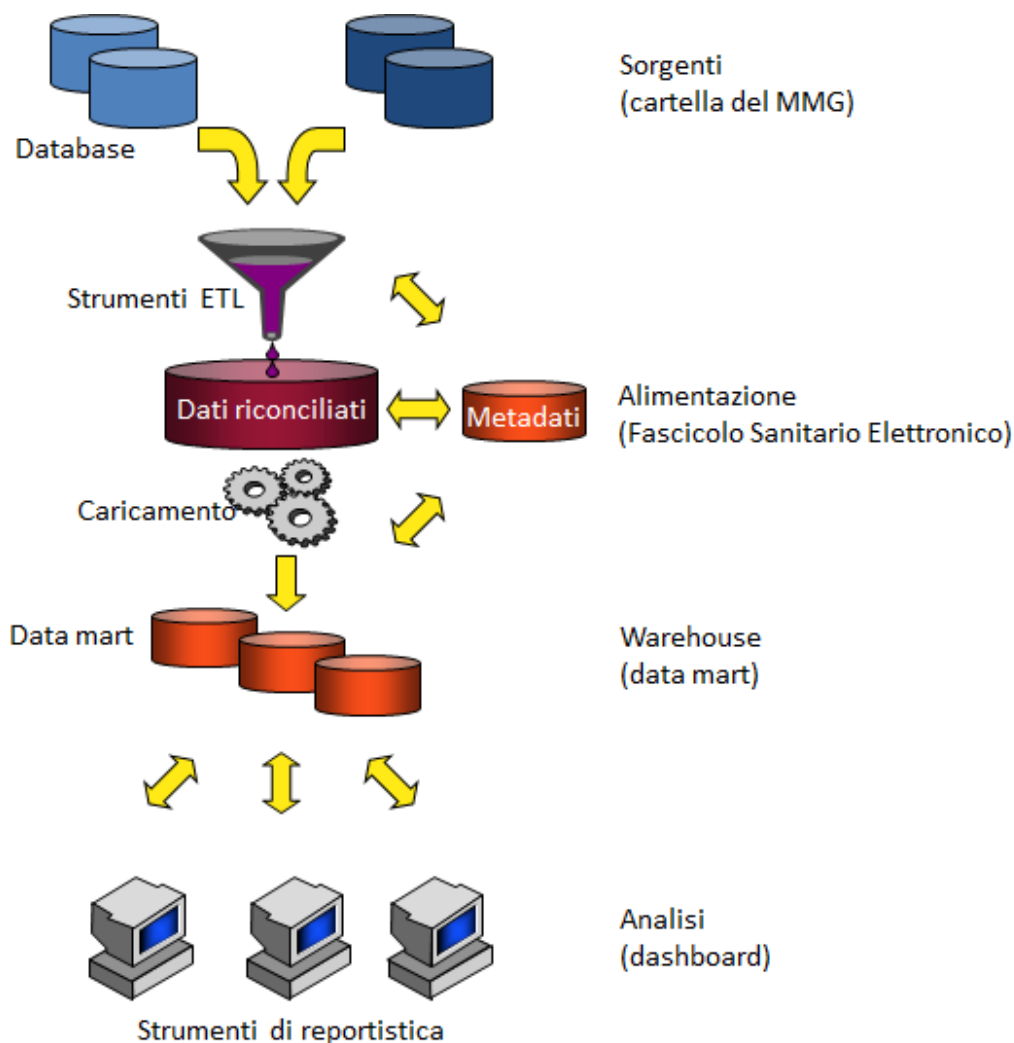 Sorgenti
(cartella del MMG)
Database
Strumenti ETL
Dati riconciliati
Metadati
Alimentazione
(Fascicolo Sanitario Elettronico)
Caricamento
Data mart
Warehouse
(data mart)
Analisi
(dashboard)
Strumenti di reportistica